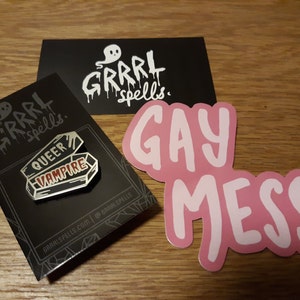 GRRRL
spells.
GRRRL
spells.
QUEER
VAMPIRE
GAY
MESS